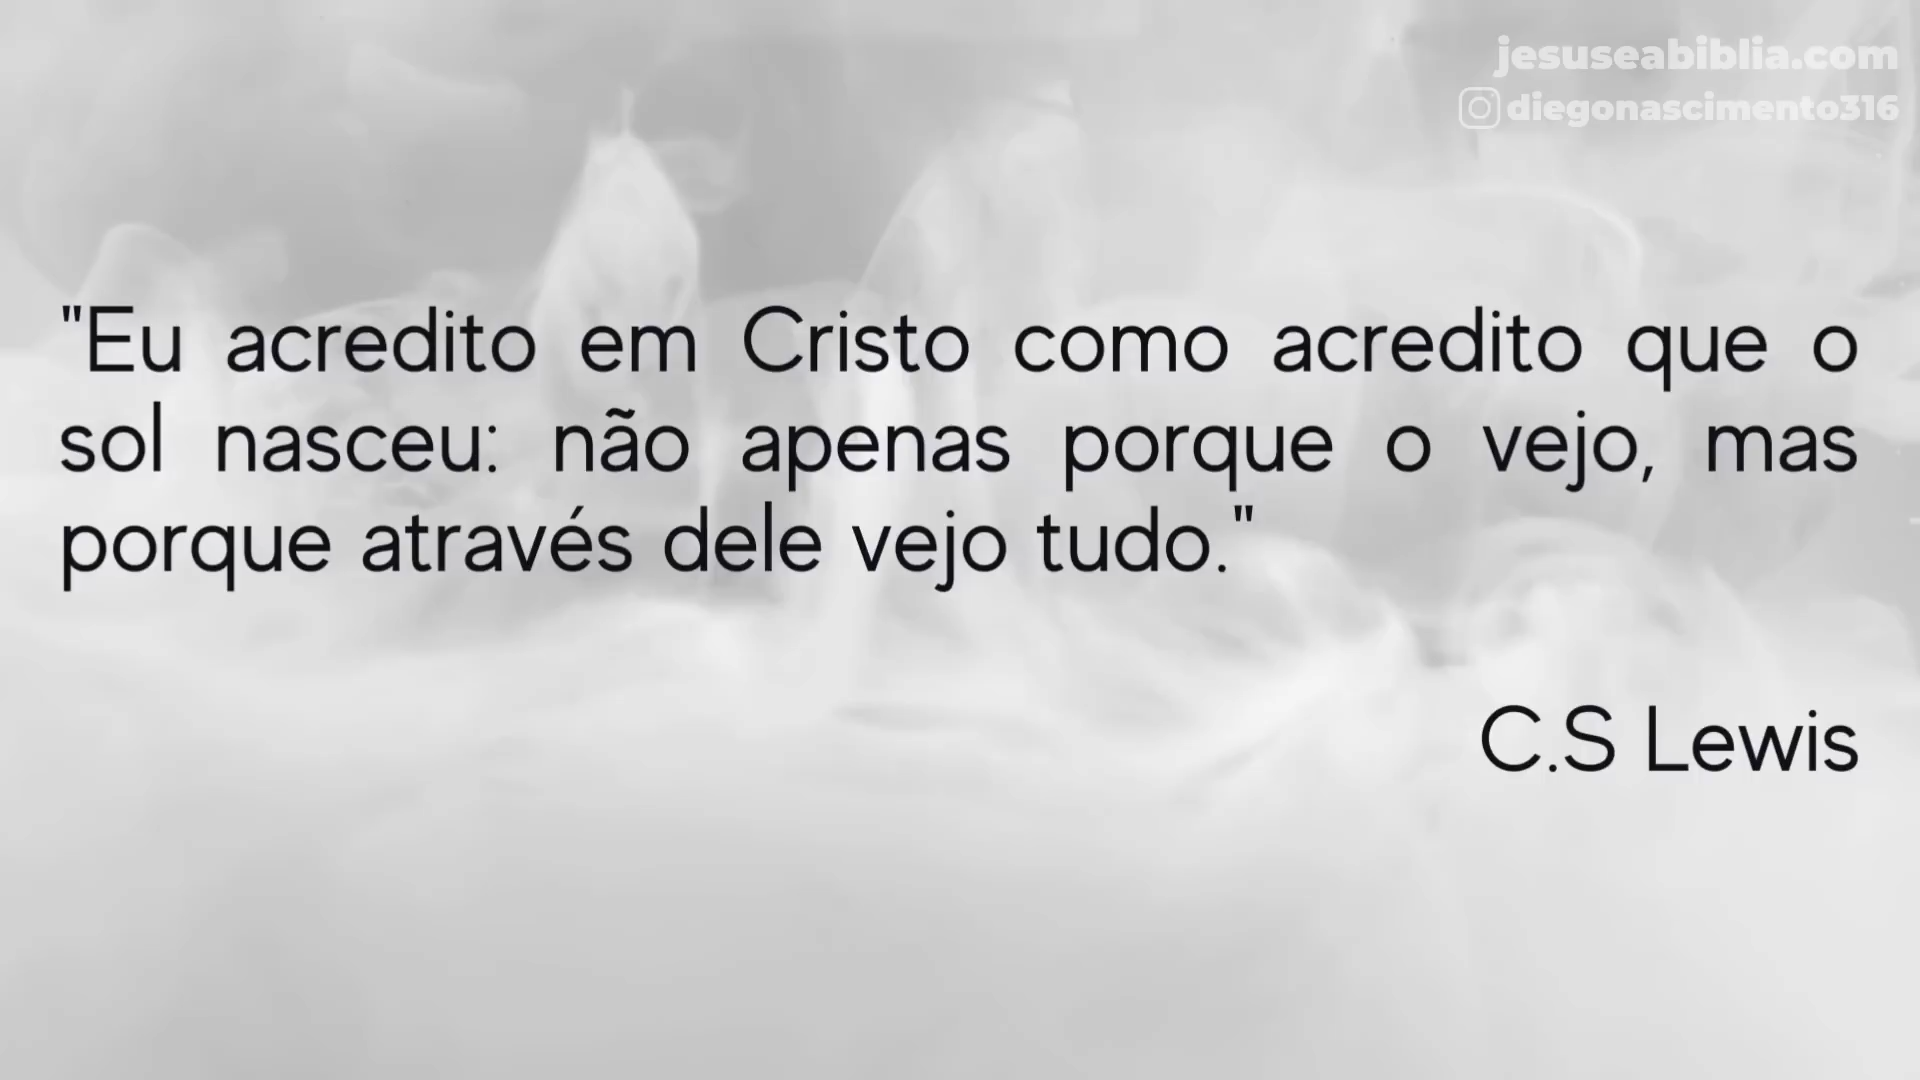 jesuseabiblia.com
diegonascimento316
"Eu acredito em Cristo como acredito que o
sol nasceu: não apenas porque o vejo, mas
porque através dele vejo tudo."
C.S Lewis